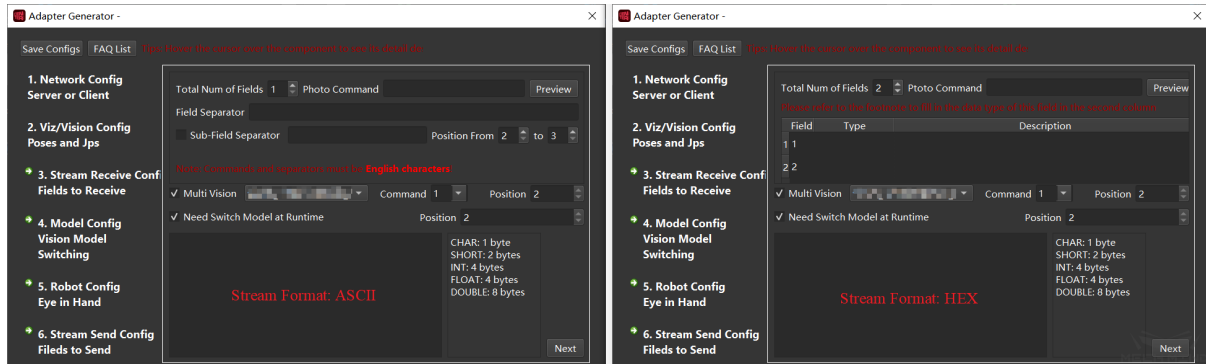 Adapter Generator -
Save Configs FAQ List
1. Network Config
Server or Client
2. Viz/Vision Config
Poses and Jps
3. Stream Receive Confi
Fields to Receive
4. Model Config
Vision Model
Switching
5. Robot Config
Eye in Hand
6. Stream Send Config
Fileds to Send
Total Num of Fields 1 Photo Command Preview
Field Separator
Sub-Field Separator Position From 2 to 3
English characters
Multi Vision Command 1 Position 2
Need Switch Model at Runtime Position 2
Stream Format: ASCII
CHAR: 1 byte
SHORT: 2 bytes
INT: 4 bytes
FLOAT: 4 bytes
DOUBLE: 8 bytes
Next
Adapter Generator -
Save Configs FAQ List
1. Network Config
Server or Client
2. Viz/Vision Config
Poses and Jps
3. Stream Receive Confi
Fields to Receive
4. Model Config
Vision Model
Switching
5. Robot Config
Eye in Hand
6. Stream Send Config
Fileds to Send
Total Num of Fields 2 Ptoto Command Preview
Field Type Description
1 1
2 2
Multi Vision Command 1 Position 2
Need Switch Model at Runtime Position 2
Stream Format: HEX
CHAR: 1 byte
SHORT: 2 bytes
INT: 4 bytes
FLOAT: 4 bytes
DOUBLE: 8 bytes
Next